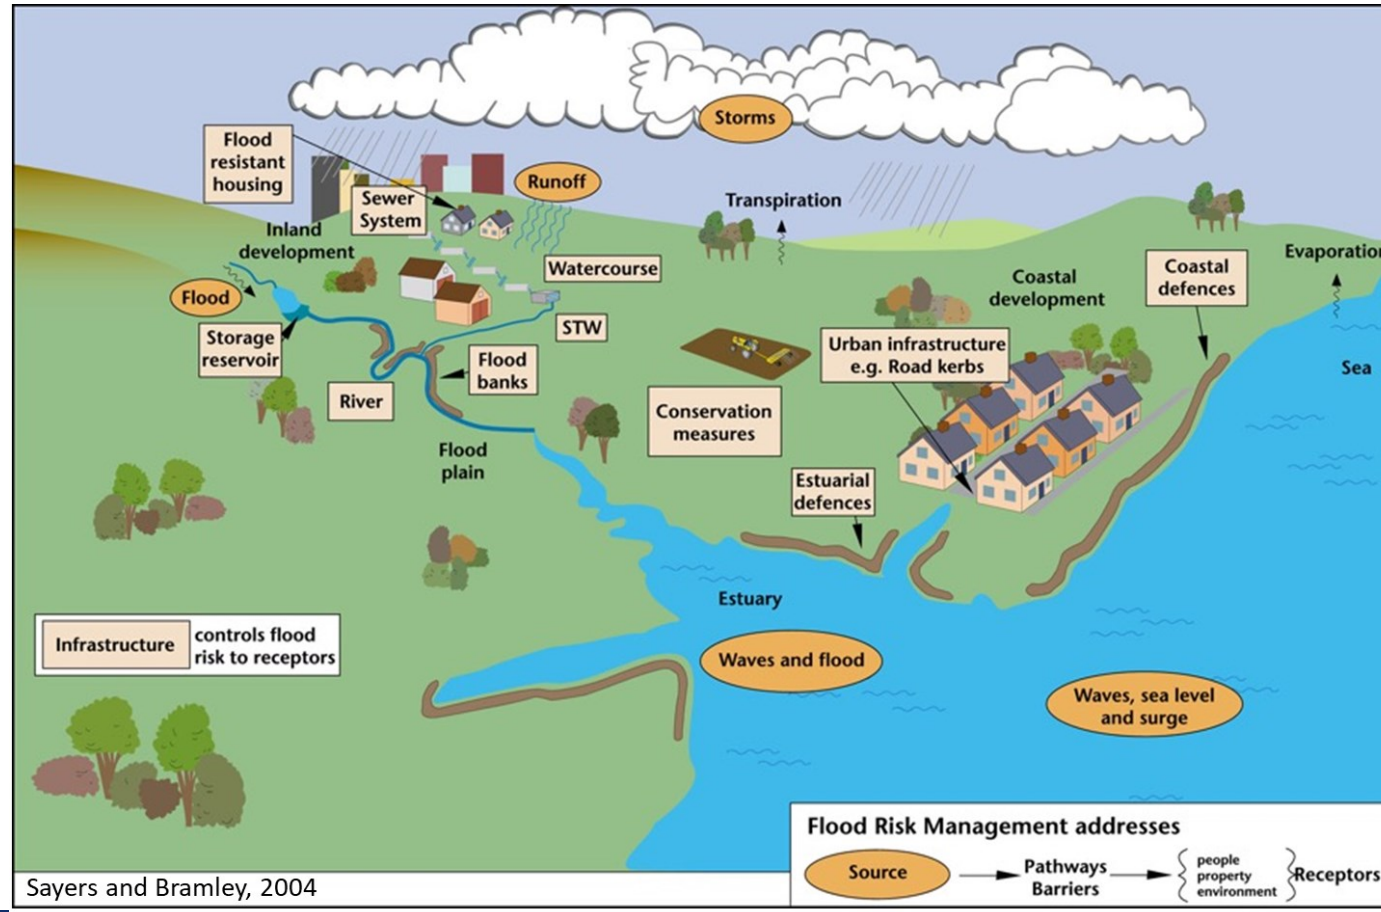 Storms
Flood
resistant
housing
Runoff
Sewer
System
Transpiration
Inland
development
Evaporation
Watercourse
Coastal
defences
Coastal
development
Flood
Storage
reservoir
STW
Urban infrastructure
e.g. Road kerbs
Flood
banks
Sea
River
Conservation
measures
Flood
plain
Estuarial
defences
Estuary
Infrastructure
controls flood
risk to receptors
Waves and flood
Waves, sea level
and surge
Flood Risk Management addresses
Source
Pathways
Barriers
people
property
environment
Receptors
Sayers and Bramley, 2004